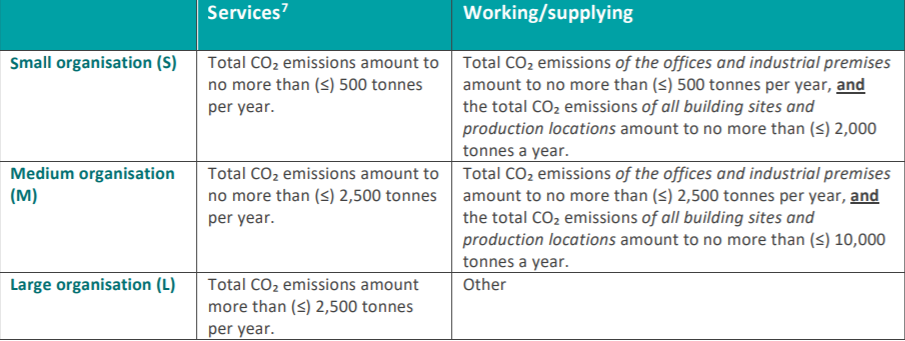 Services⁷ Working/supplying
Small organisation (S)
Total CO₂ emissions amount to
no more than (≤) 500 tonnes
per year.
Total CO₂ emissions of the offices and industrial premises
amount to no more than (≤) 500 tonnes per year, and
the total CO₂ emissions of all building sites and
production locations amount to no more than (≤) 2,000
tonnes a year.
Medium organisation
(M)
Total CO₂ emissions amount to
no more than (≤) 2,500 tonnes
per year.
Total CO₂ emissions of the offices and industrial premises
amount to no more than (≤) 2,500 tonnes per year, and
the total CO₂ emissions of all building sites and
production locations amount to no more than (≤) 10,000
tonnes a year.
Large organisation (L)
Total CO₂ emissions amount
more than (≤) 2,500 tonnes
per year.
Other